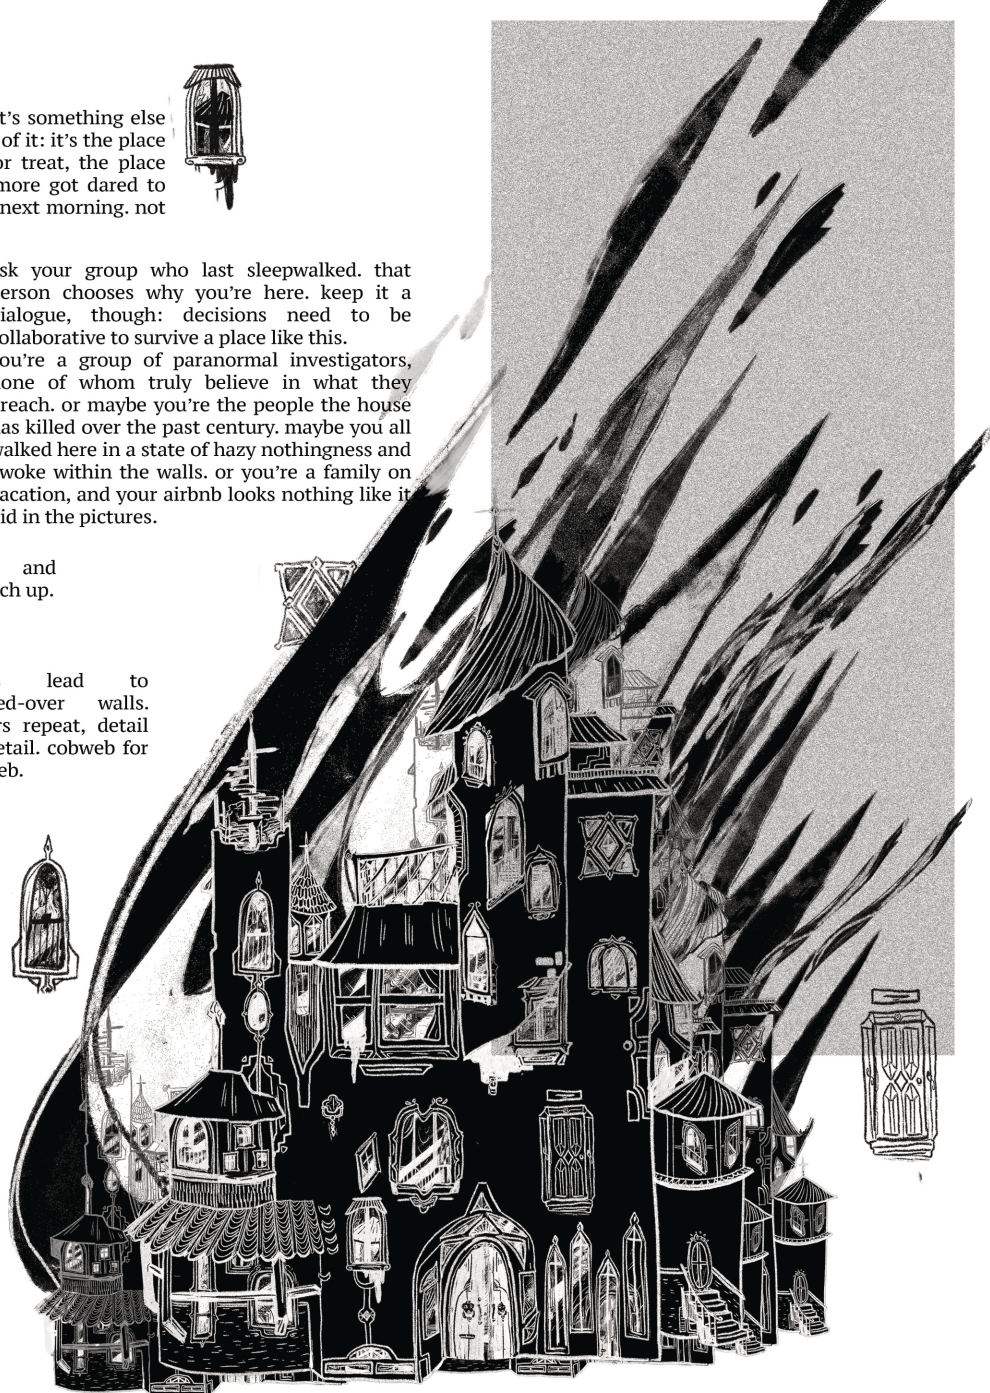 t's something else
of it: it's the place
or treat, the place
more got dared to
next morning. not
sk your group who last sleepwalked. that
erson chooses why you're here. keep it a
ialogue, though: decisions need to be
ollaborative to survive a place like this.
ou're a group of paranormal investigators,
one of whom truly believe in what they
reach. or maybe you're the people the house
as killed over the past century. maybe you all
walked here in a state of hazy nothingness and
woke within the walls. or you're a family on
acation, and your airbnb looks nothing like it
id in the pictures.
and
ch up.
lead to
ed-over walls.
rs repeat, detail
etail. cobweb for
eb.